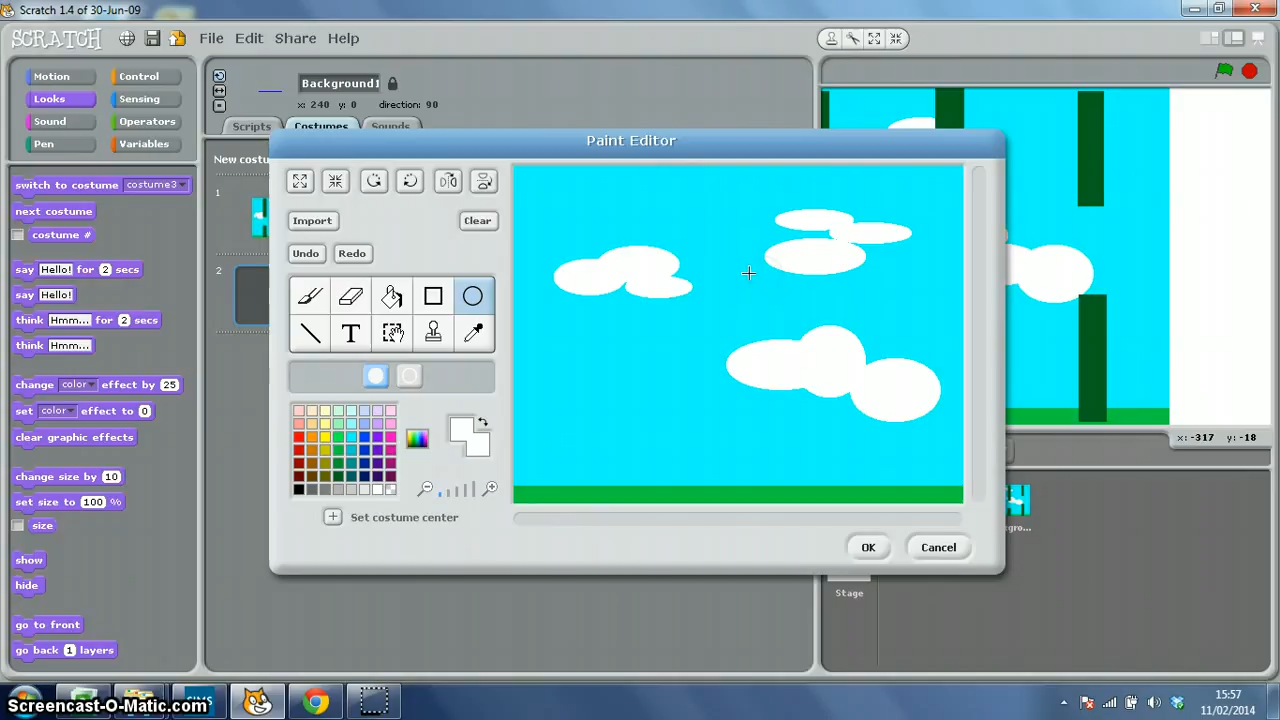 Scratch 1.4 of 30-Jun-09
SCRATCH
File Edit Share Help
Motion Control
Looks Sensing
Sound Operators
Pen Variables
Background1
x: 240 y: 0 direction: 90
Scripts Costumes Sounds
New costu
1
2
switch to costume costume3
next costume
costume #
say Hello! for 2 secs
say Hello!
think Hmm... for 2 secs
think Hmm...
change color effect by 25
set color effect to 0
clear graphic effects
change size by 10
set size to 100 %
size
show
hide
go to front
go back 1 layers
Paint Editor
Import Clear
Undo Redo
T
Set costume center
OK Cancel
x: -317 y: -18
gro...
Stage
SIMS
Screencast-O-Matic.com
15:57
11/02/2014